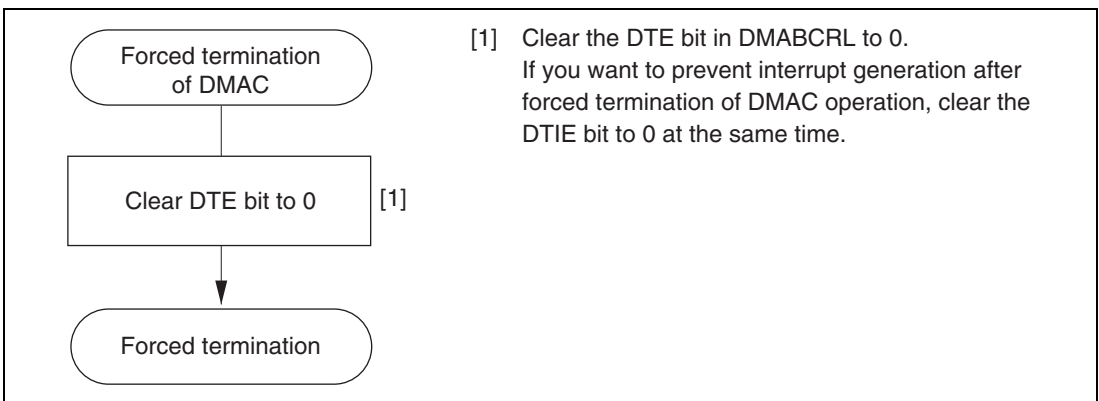 Forced termination
of DMAC
Clear DTE bit to 0
[1]
Forced termination
[1] Clear the DTE bit in DMABCRL to 0.
If you want to prevent interrupt generation after
forced termination of DMAC operation, clear the
DTIE bit to 0 at the same time.